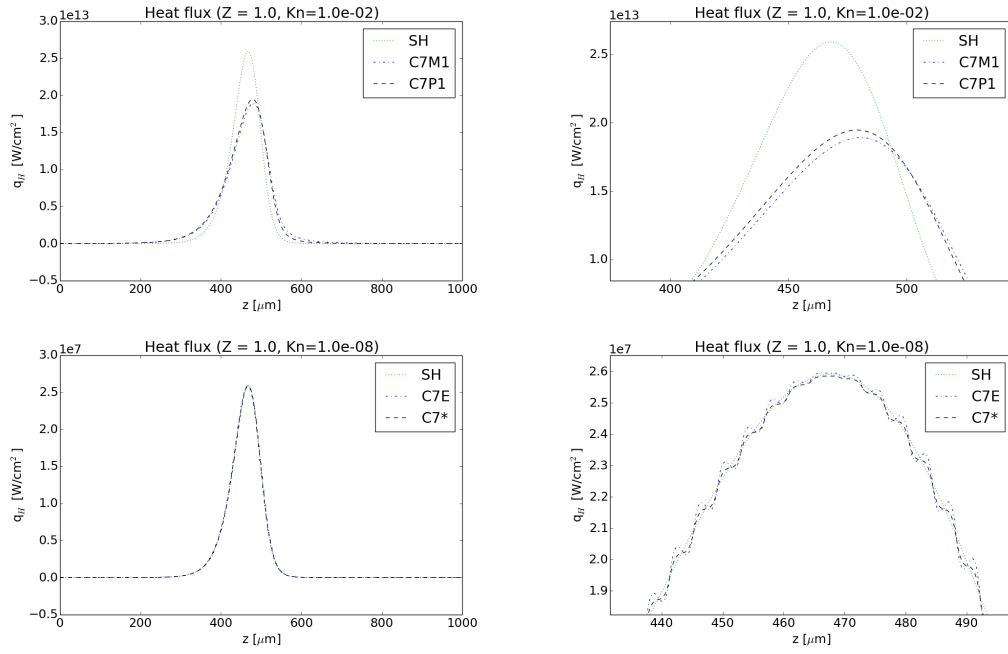 Heat flux (Z = 1.0, Kn=1.0e-02)
1e13
3.0
2.5
2.0
1.5
1.0
0.5
0.0
−0.5
q_H [W/cm²]
SH
C7M1
C7P1
0 200 400 600 800 1000
z [μm]
Heat flux (Z = 1.0, Kn=1.0e-02)
1e13
2.5
2.0
1.5
1.0
q_H [W/cm²]
SH
C7M1
C7P1
400 450 500
z [μm]
Heat flux (Z = 1.0, Kn=1.0e-08)
1e7
3.0
2.5
2.0
1.5
1.0
0.5
0.0
−0.5
q_H [W/cm²]
SH
C7E
C7*
0 200 400 600 800 1000
z [μm]
Heat flux (Z = 1.0, Kn=1.0e-08)
1e7
2.6
2.5
2.4
2.3
2.2
2.1
2.0
1.9
q_H [W/cm²]
SH
C7E
C7*
440 450 460 470 480 490
z [μm]